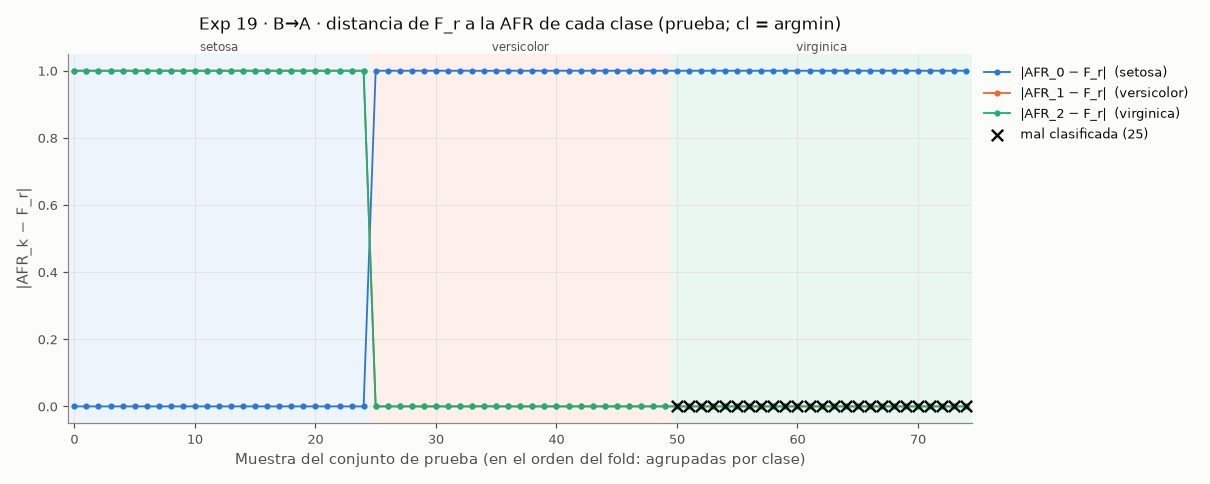 Exp 19 · B→A · distancia de F_r a la AFR de cada clase (prueba; cl = argmin)
setosa versicolor virginica
|AFR_0 − F_r| (setosa)
|AFR_1 − F_r| (versicolor)
|AFR_2 − F_r| (virginica)
mal clasificada (25)
|AFR_k − F_r|
1.0
0.8
0.6
0.4
0.2
0.0
0 10 20 30 40 50 60 70
Muestra del conjunto de prueba (en el orden del fold: agrupadas por clase)